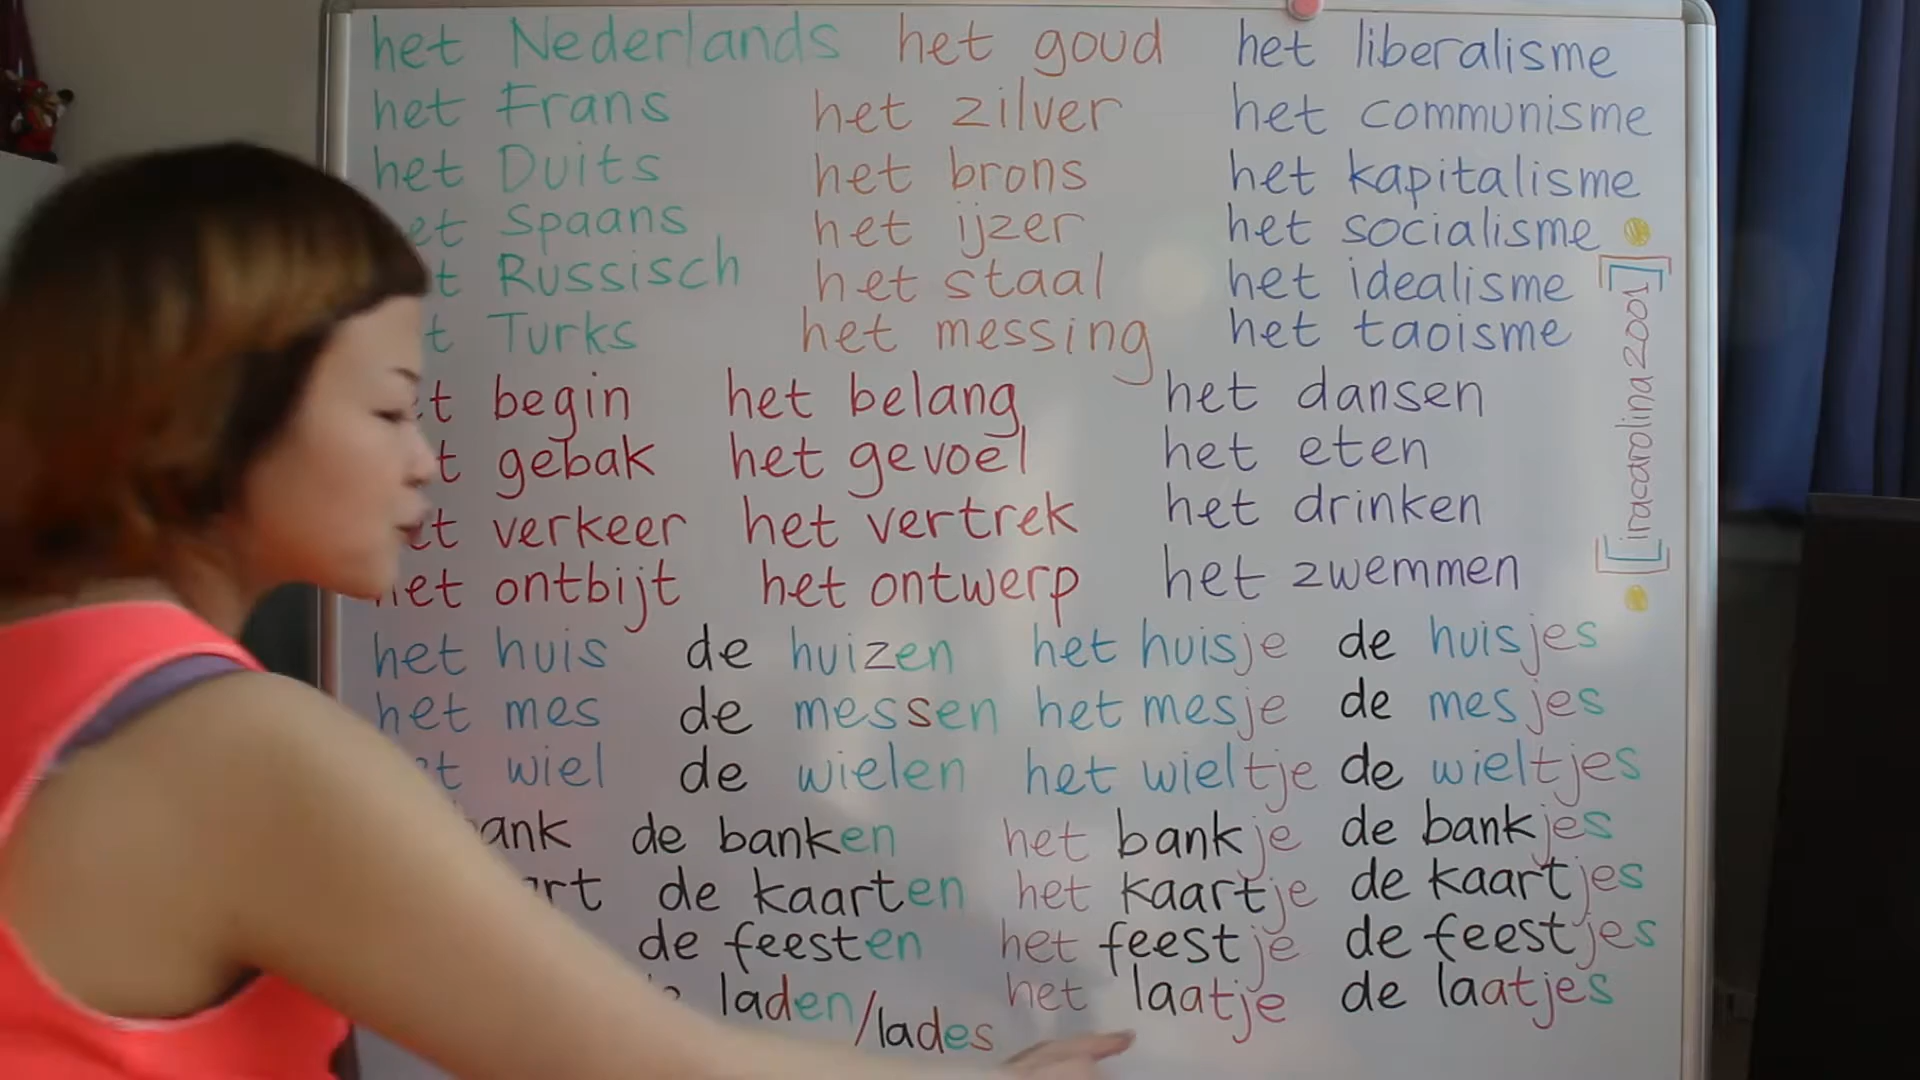 het Nederlands het goud het liberalisme
het Frans het zilver het communisme
het Duits het brons het kapitalisme
et Spaans het ijzer het socialisme
t Russisch het staal het idealisme
t Turks het messing het taoisme
t begin het belang het dansen
t gebak het gevoel het eten
et verkeer het vertrek het drinken
het ontbijt het ontwerp het zwemmen
het huis de huizen het huisje de huisjes
het mes de messen het mesje de mesjes
t wiel de wielen het wieltje de wieltjes
ank de banken het bankje de bankjes
art de kaarten het kaartje de kaartjes
de feesten het feestje de feestjes
laden/lades het laatje de laatjes
[iracarolina2001]